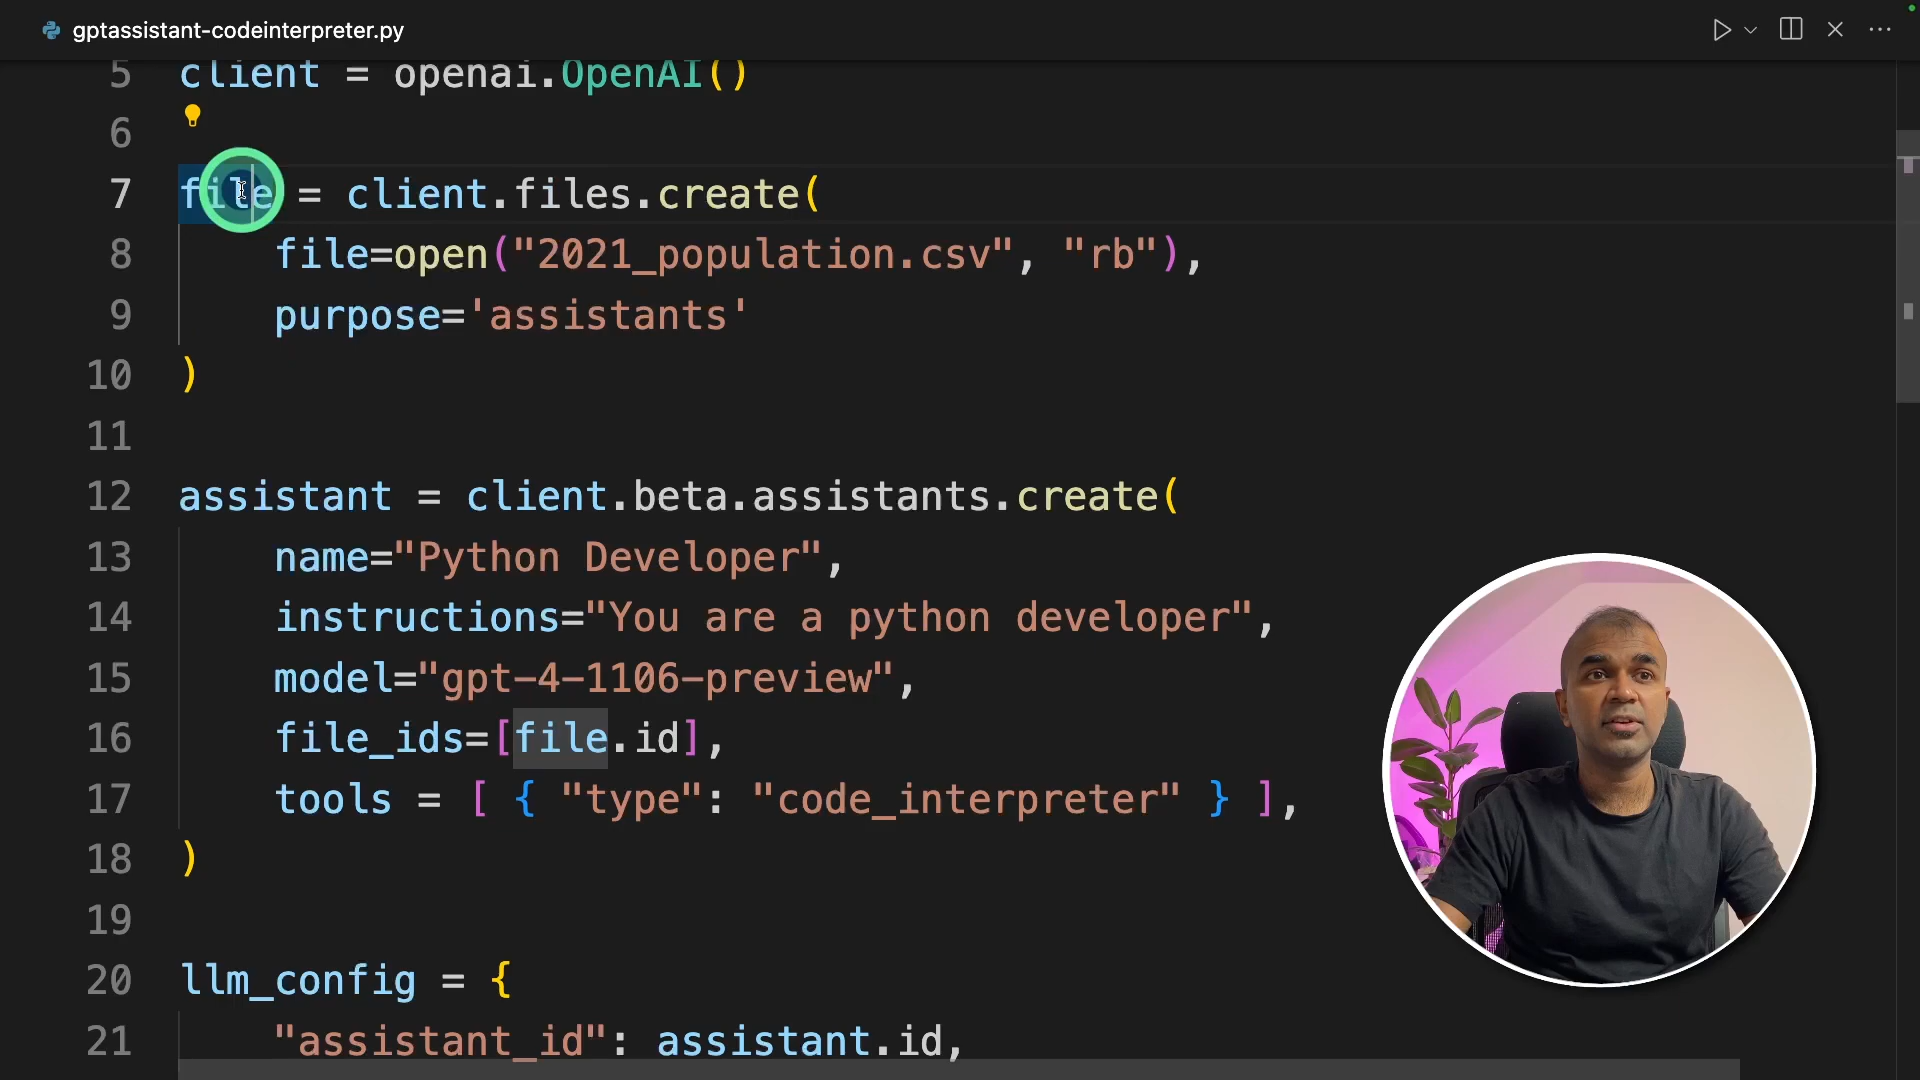 gptassistant-codeinterpreter.py
5 client = openai.OpenAI()
6
7 file = client.files.create(
8 file=open("2021_population.csv", "rb"),
9 purpose='assistants'
10 )
11
12 assistant = client.beta.assistants.create(
13 name="Python Developer",
14 instructions="You are a python developer",
15 model="gpt-4-1106-preview",
16 file_ids=[file.id],
17 tools = [ { "type": "code_interpreter" } ],
18 )
19
20 llm_config = {
21 "assistant_id": assistant.id,